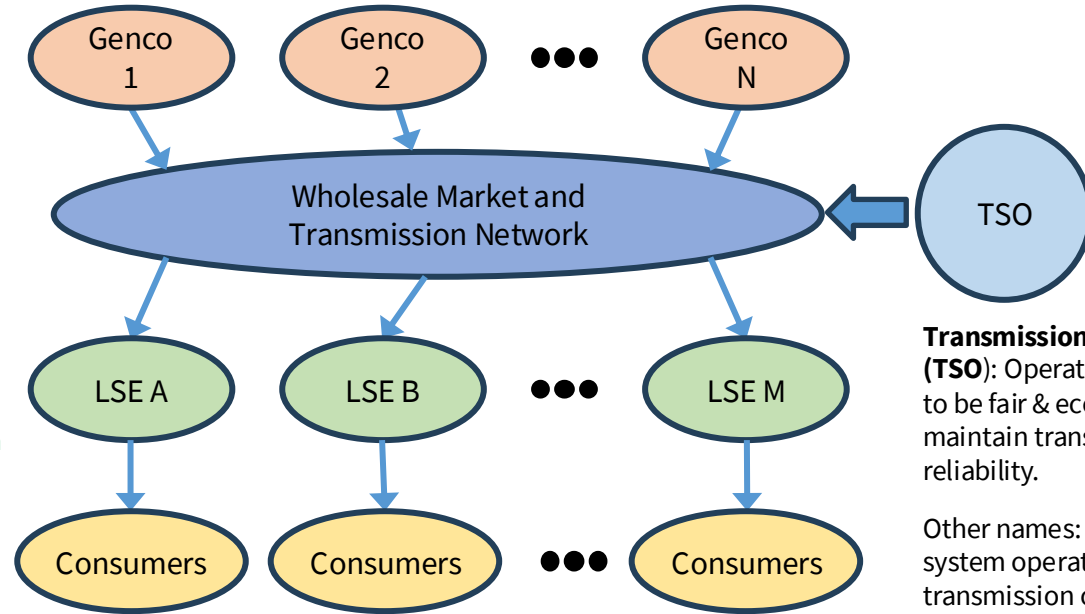 Genco
1
Genco
2
Genco
N
Wholesale Market and
Transmission Network
TSO
LSE A
LSE B
LSE M
Consumers
Consumers
Consumers
Transmission
(TSO): Operat
to be fair & eco
maintain trans
reliability.
Other names:
system operat
transmission o